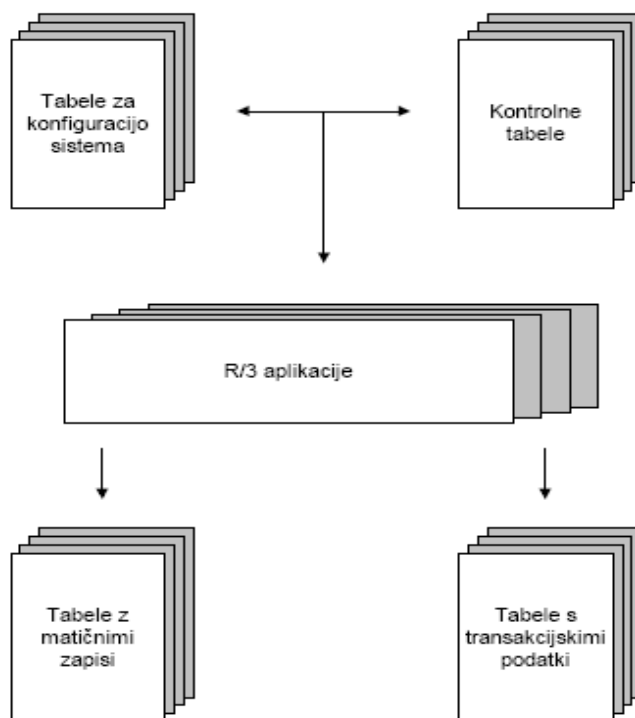 Tabele za
konfiguracijo
sistema
Kontrolne
tabele
R/3 aplikacije
Tabele z
matičnimi
zapisi
Tabele s
transakcijskimi
podatki